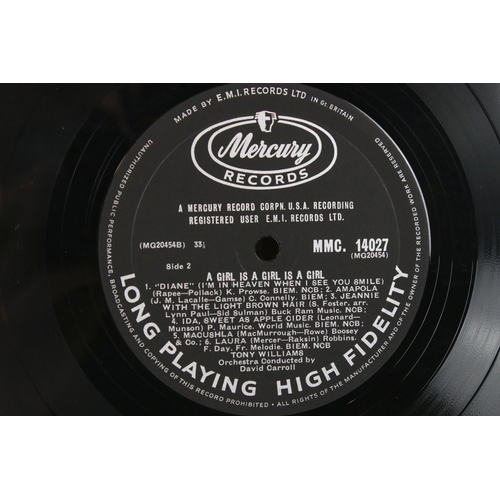 MADE BY E.M.I. RECORDS LTD IN GT. BRITAIN
UNAUTHORIZED PUBLIC PERFORMANCE, BROADCASTING AND COPYING OF THIS RECORD PROHIBITED • ALL RIGHTS OF THE MANUFACTURER AND OF THE OWNER OF THE RECORDED WORK ARE RESERVED
Mercury
RECORDS
A MERCURY RECORD CORPN. U.S.A. RECORDING
REGISTERED USER E.M.I. RECORDS LTD.
(MG20454B) 33⅓ MMC. 14027
(MG20454)
Side 2
A GIRL IS A GIRL IS A GIRL
1. "DIANE" (I'M IN HEAVEN WHEN I SEE YOU SMILE)
(Rapee—Pollack) K. Prowse. BIEM. NCB; 2. AMAPOLA
(J. M. Lacalle-Gamse) C. Connelly. BIEM; 3. JEANNIE
WITH THE LIGHT BROWN HAIR (S. Foster, arr.
Lynn Paul—Sid Sulman) Buck Ram Music. NCB;
4. IDA, SWEET AS APPLE CIDER (Leonard—
Munson) P. Maurice. World Music. BIEM. NCB;
5. MACUSHLA (MacMurrough—Rowe) Boosey
& Co.; 6. LAURA (Mercer—Raksin) Robbins.
F. Day. Fr. Melodie. BIEM. NCB
TONY WILLIAMS
Orchestra Conducted by
David Carroll
LONG PLAYING HIGH FIDELITY